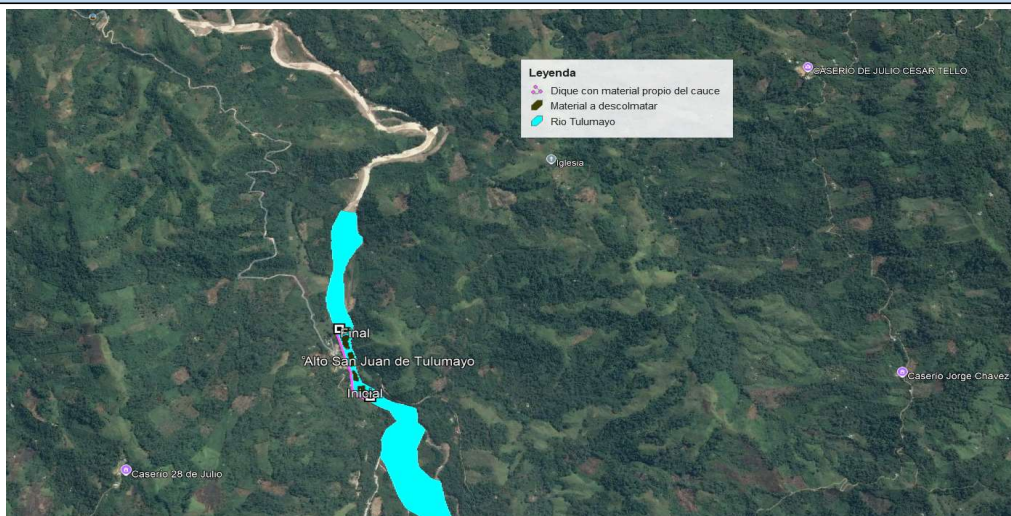 Leyenda
Dique con material propio del cauce
Material a descolmatar
Rio Tulumayo
CASERIO DE JULIO CESAR TELLO
Iglesia
Final
Alto San Juan de Tulumayo
Inicial
Caserio Jorge Chavez
Caserio 28 de Julio